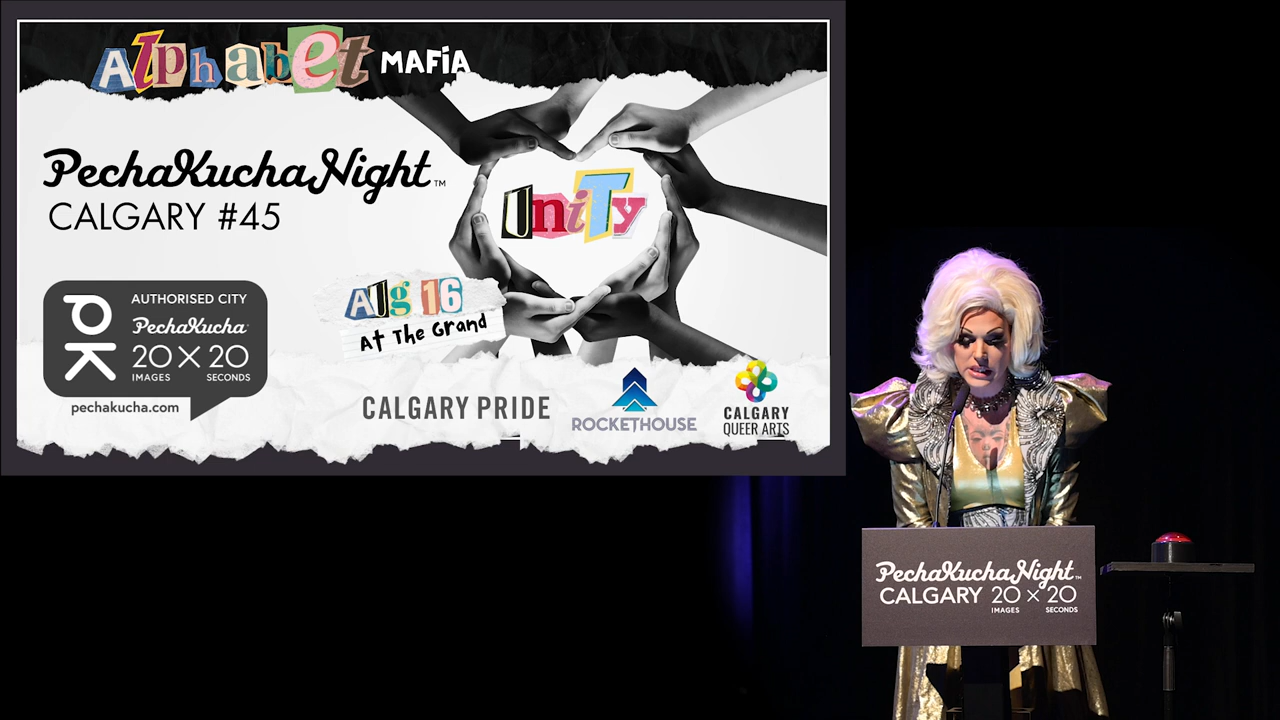 Alphabet MAFiA
PechaKuchaNight™
CALGARY #45
UniTy
PK
AUTHORISED CITY
PechaKucha
20 × 20
IMAGES SECONDS
pechakucha.com
Aug 16
At The Grand
CALGARY PRIDE
ROCKETHOUSE
CALGARY
QUEER ARTS
PechaKuchaNight™
CALGARY 20 × 20
IMAGES SECONDS